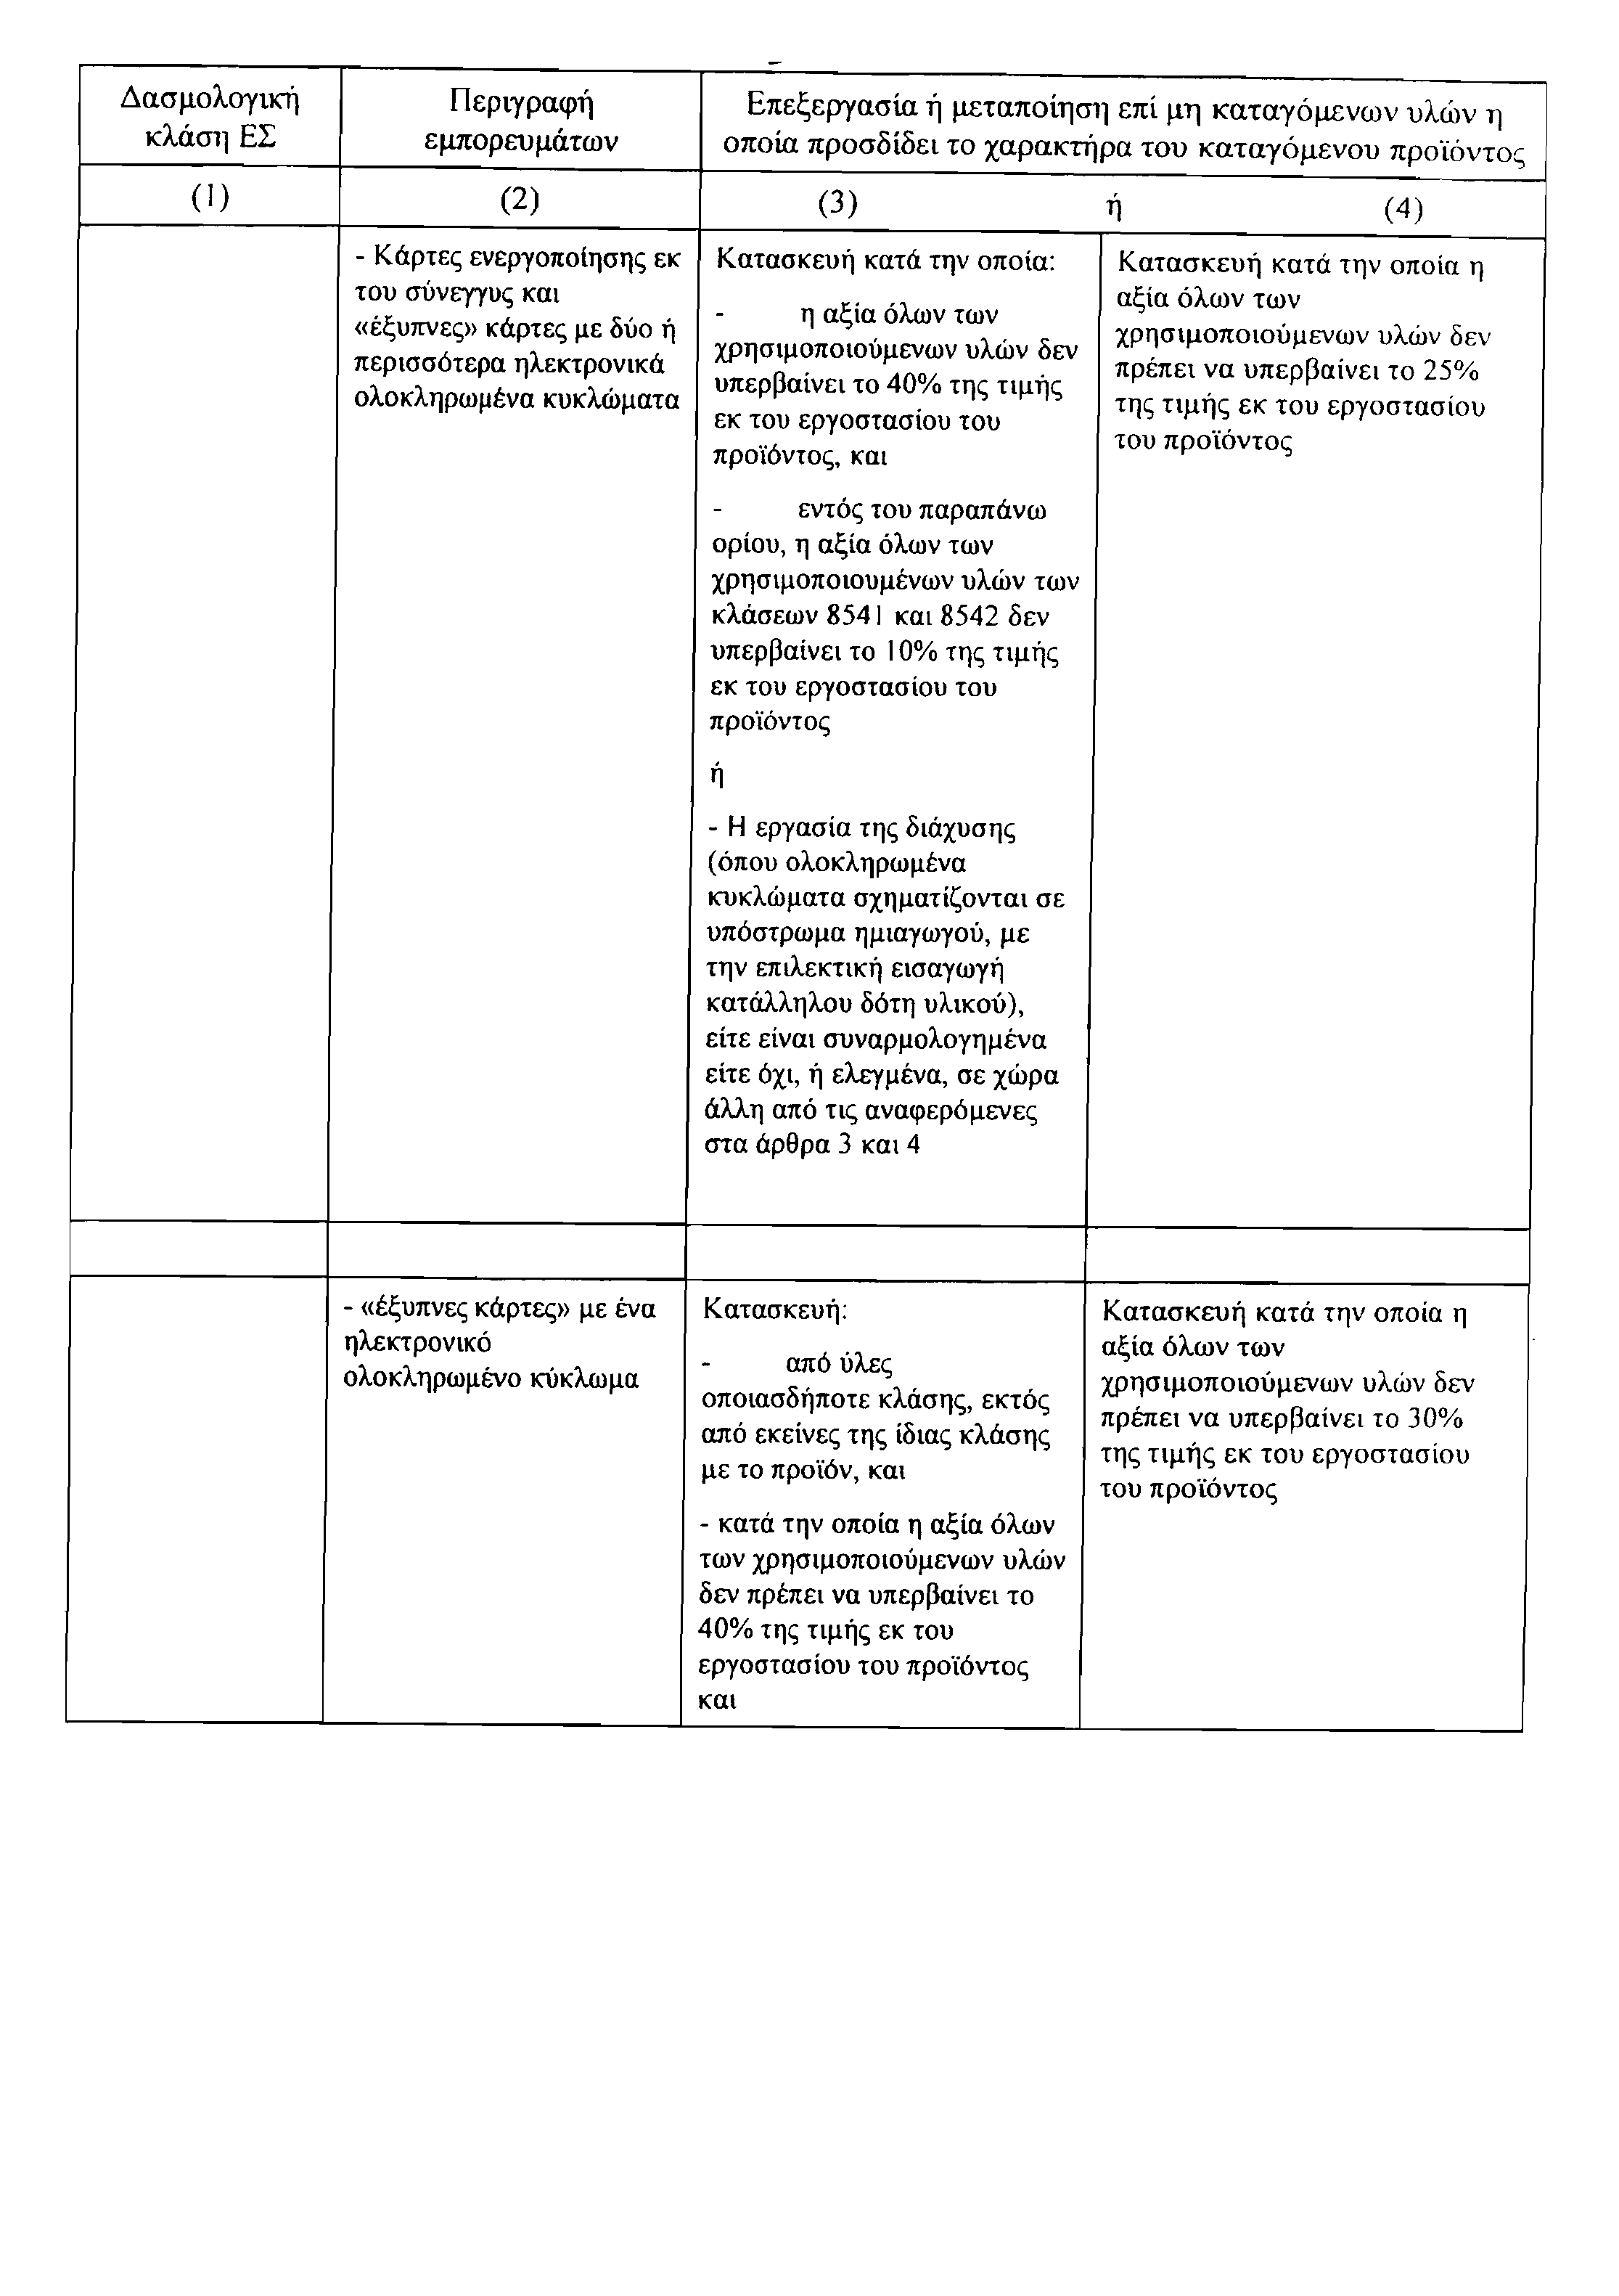 Δασμολογική
κλάση ΕΣ
Περιγραφή
εμπορευμάτων
Επεξεργασία ή μεταποίηση επί μη καταγόμενων υλών η
οποία προσδίδει το χαρακτήρα του καταγόμενου προϊόντος
(1)
(2)
(3) ή (4)
- Κάρτες ενεργοποίησης εκ
του σύνεγγυς και
«έξυπνες» κάρτες με δύο ή
περισσότερα ηλεκτρονικά
ολοκληρωμένα κυκλώματα
Κατασκευή κατά την οποία:
- η αξία όλων των
χρησιμοποιούμενων υλών δεν
υπερβαίνει το 40% της τιμής
εκ του εργοστασίου του
προϊόντος, και
- εντός του παραπάνω
ορίου, η αξία όλων των
χρησιμοποιουμένων υλών των
κλάσεων 8541 και 8542 δεν
υπερβαίνει το 10% της τιμής
εκ του εργοστασίου του
προϊόντος
ή
- Η εργασία της διάχυσης
(όπου ολοκληρωμένα
κυκλώματα σχηματίζονται σε
υπόστρωμα ημιαγωγού, με
την επιλεκτική εισαγωγή
κατάλληλου δότη υλικού),
είτε είναι συναρμολογημένα
είτε όχι, ή ελεγμένα, σε χώρα
άλλη από τις αναφερόμενες
στα άρθρα 3 και 4
Κατασκευή κατά την οποία η
αξία όλων των
χρησιμοποιούμενων υλών δεν
πρέπει να υπερβαίνει το 25%
της τιμής εκ του εργοστασίου
του προϊόντος
- «έξυπνες κάρτες» με ένα
ηλεκτρονικό
ολοκληρωμένο κύκλωμα
Κατασκευή:
- από ύλες
οποιασδήποτε κλάσης, εκτός
από εκείνες της ίδιας κλάσης
με το προϊόν, και
- κατά την οποία η αξία όλων
των χρησιμοποιούμενων υλών
δεν πρέπει να υπερβαίνει το
40% της τιμής εκ του
εργοστασίου του προϊόντος
και
Κατασκευή κατά την οποία η
αξία όλων των
χρησιμοποιούμενων υλών δεν
πρέπει να υπερβαίνει το 30%
της τιμής εκ του εργοστασίου
του προϊόντος